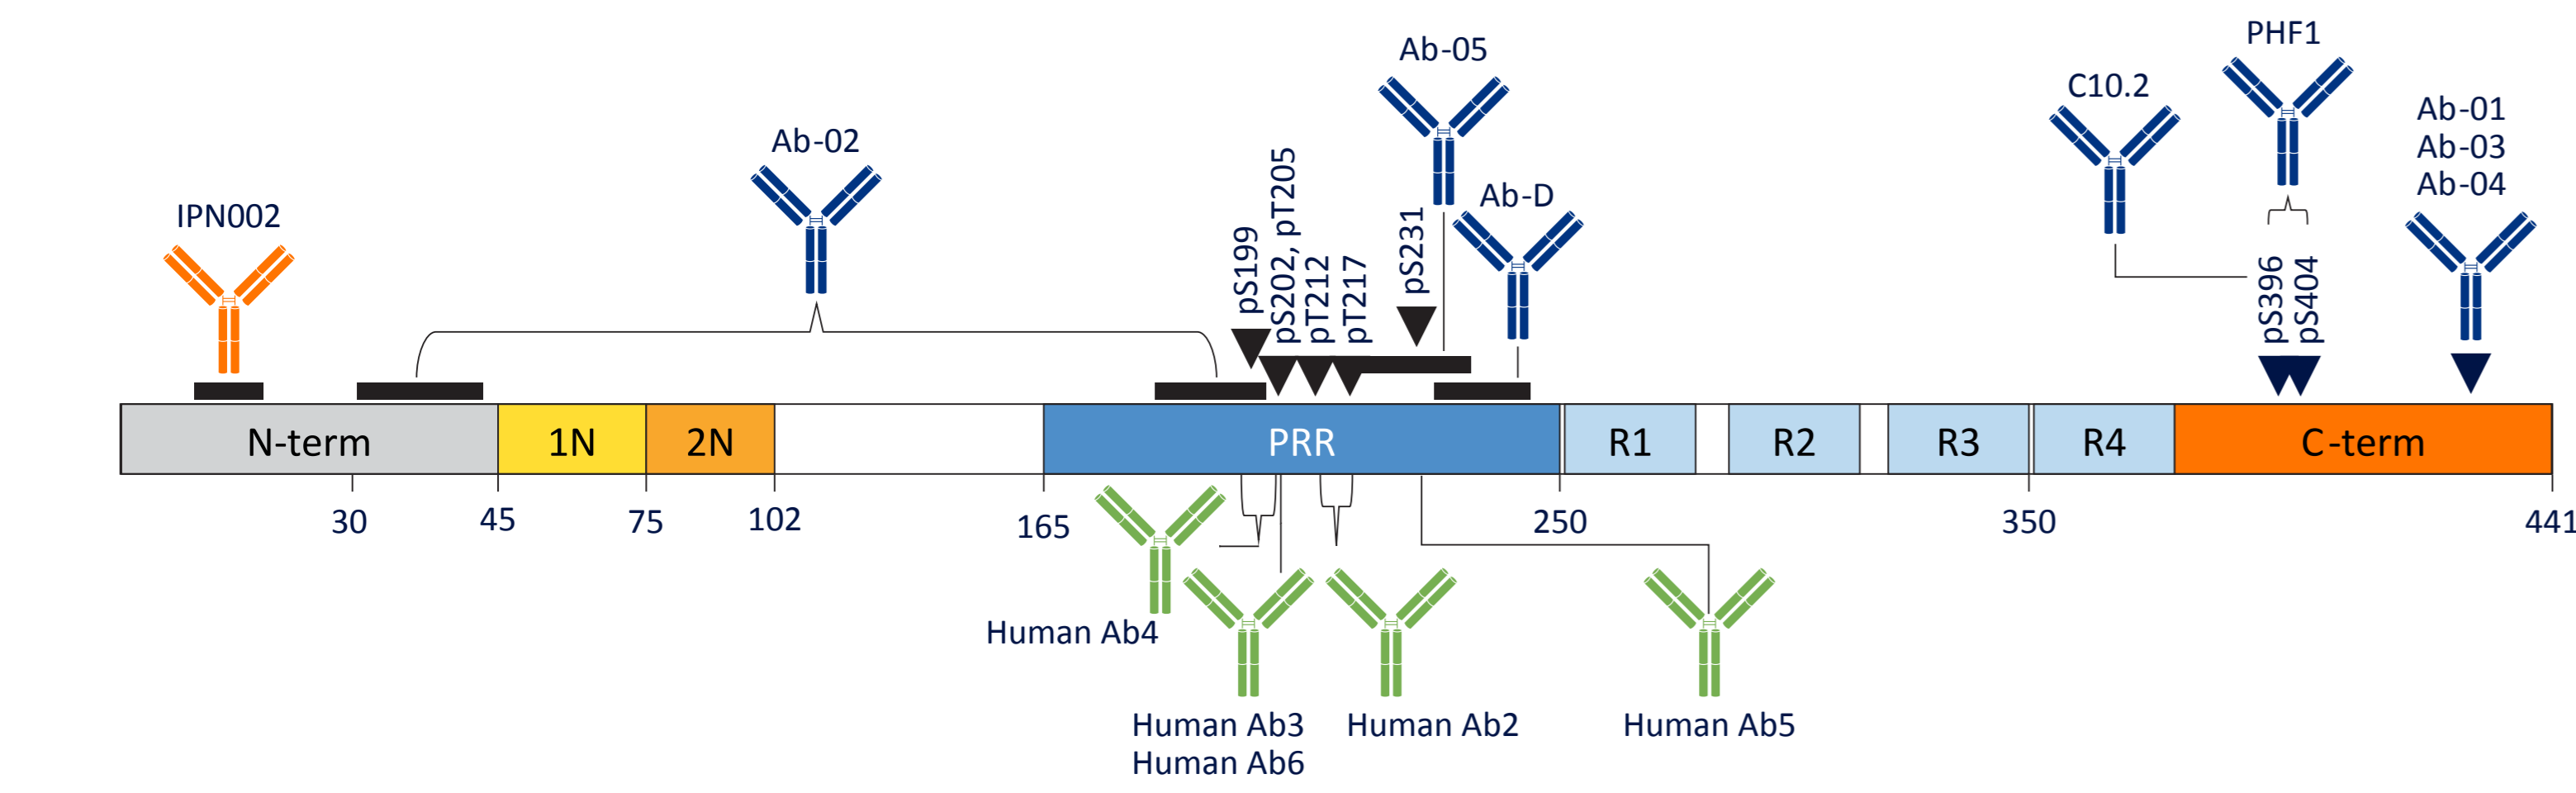 PHF1
Ab-05
C10.2
Ab-01
Ab-03
Ab-04
Ab-02
Ab-D
IPN002
pS199
pS202, pT205
pT212
pT217
pS231
pS396
pS404
N-term
1N
2N
PRR
R1
R2
R3
R4
C-term
30
45
75
102
165
250
350
441
Human Ab4
Human Ab3
Human Ab6
Human Ab2
Human Ab5